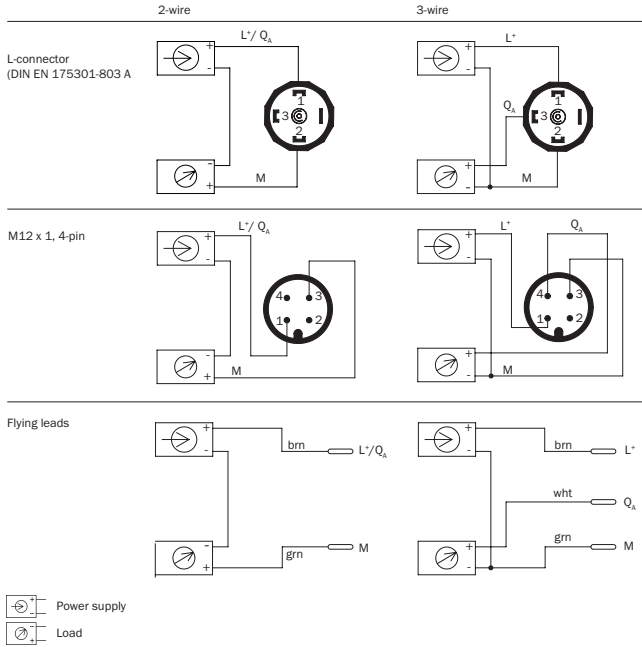 2-wire 3-wire
L-connector
(DIN EN 175301-803 A
+ L⁺/ Q_A
-
1
3
2
-
+ M
+ L⁺
-
1
Q_A 3
2
+
- M
M12 x 1, 4-pin
+ L⁺/ Q_A
-
4 3
1 2
-
+ M
+ L⁺ Q_A
-
4 3
1 2
+
- M
Flying leads
+ brn L⁺/Q_A
-
-
+ grn M
+ brn L⁺
-
wht Q_A
+ grn M
-
+ - Power supply
- + Load